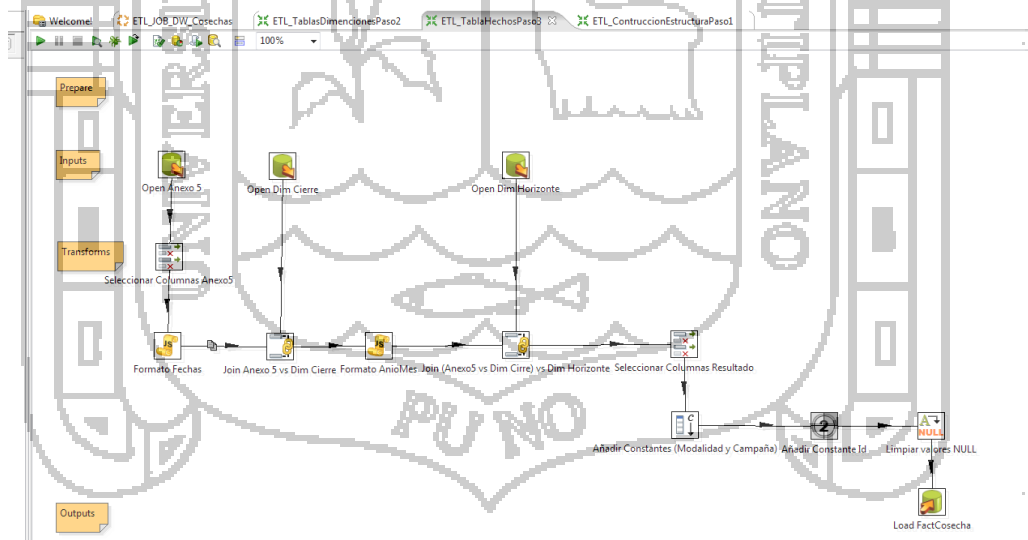 Welcome!
ETL_JOB_DW_Cosechas
ETL_TablasDimencionesPaso2
ETL_TablaHechosPaso3
ETL_ContruccionEstructuraPaso1
100%
Prepare
Inputs
Open Anexo 5
Open Dim Cierre
Open Dim Horizonte
Transforms
Seleccionar Columnas Anexo5
JS
JS
Formato Fechas
Join Anexo 5 vs Dim Cierre
Formato AnioMes
Join (Anexo5 vs Dim Cirre) vs Dim Horizonte
Seleccionar Columnas Resultado
C
2
A
NULL
Añadir Constantes (Modalidad y Campaña)
Añadir Constante Id
Limpiar valores NULL
Outputs
Load FactCosecha
PUNO